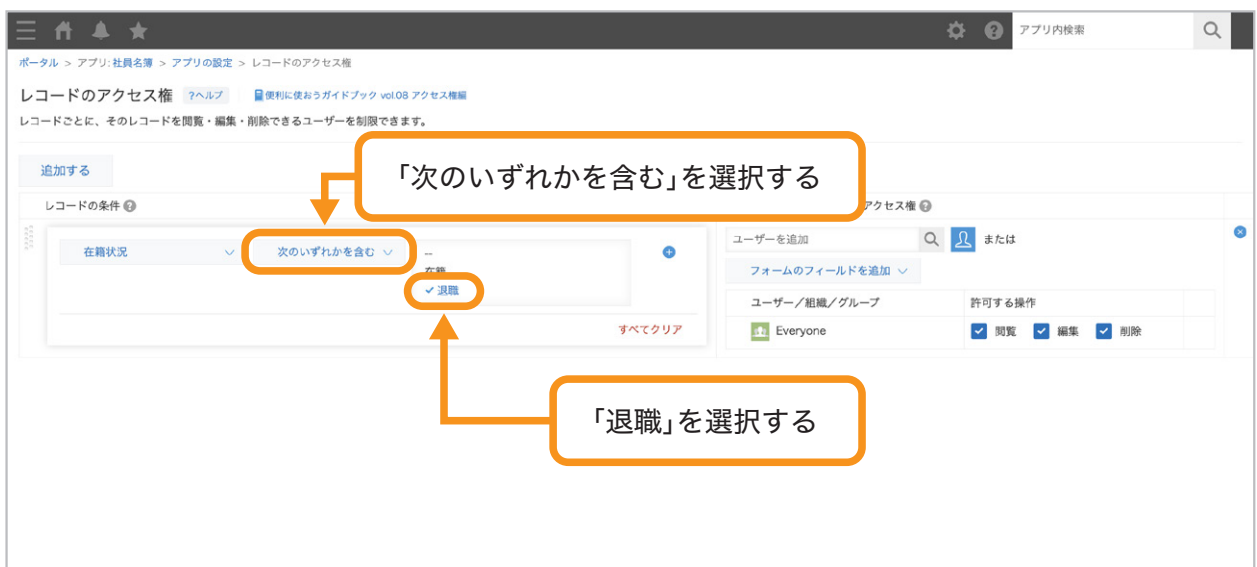 アプリ内検索
ポータル > アプリ: 社員名簿 > アプリの設定 > レコードのアクセス権
レコードのアクセス権 ?ヘルプ 便利に使おうガイドブック vol.08 アクセス権編
レコードごとに、そのレコードを閲覧・編集・削除できるユーザーを制限できます。
追加する
「次のいずれかを含む」を選択する
レコードの条件
アクセス権
在籍状況 次のいずれかを含む --
在籍
退職
すべてクリア
ユーザーを追加 または
フォームのフィールドを追加
ユーザー／組織／グループ 許可する操作
Everyone 閲覧 編集 削除
「退職」を選択する